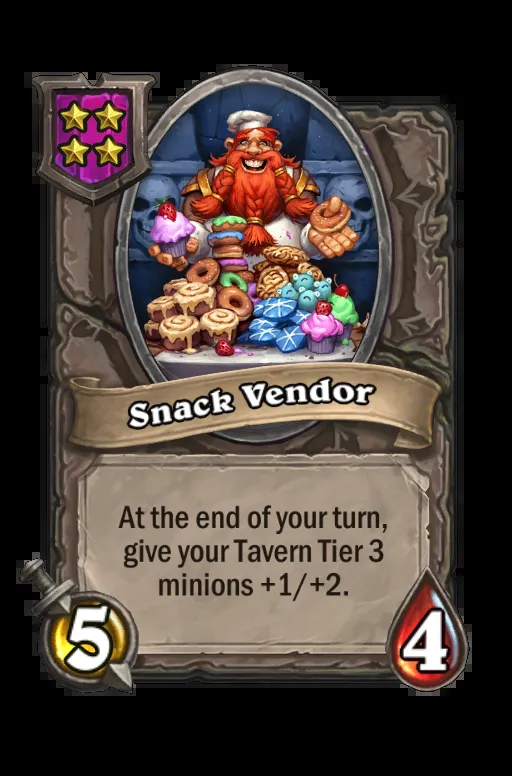 Snack Vendor
At the end of your turn,
give your Tavern Tier 3
minions +1/+2.
5
4